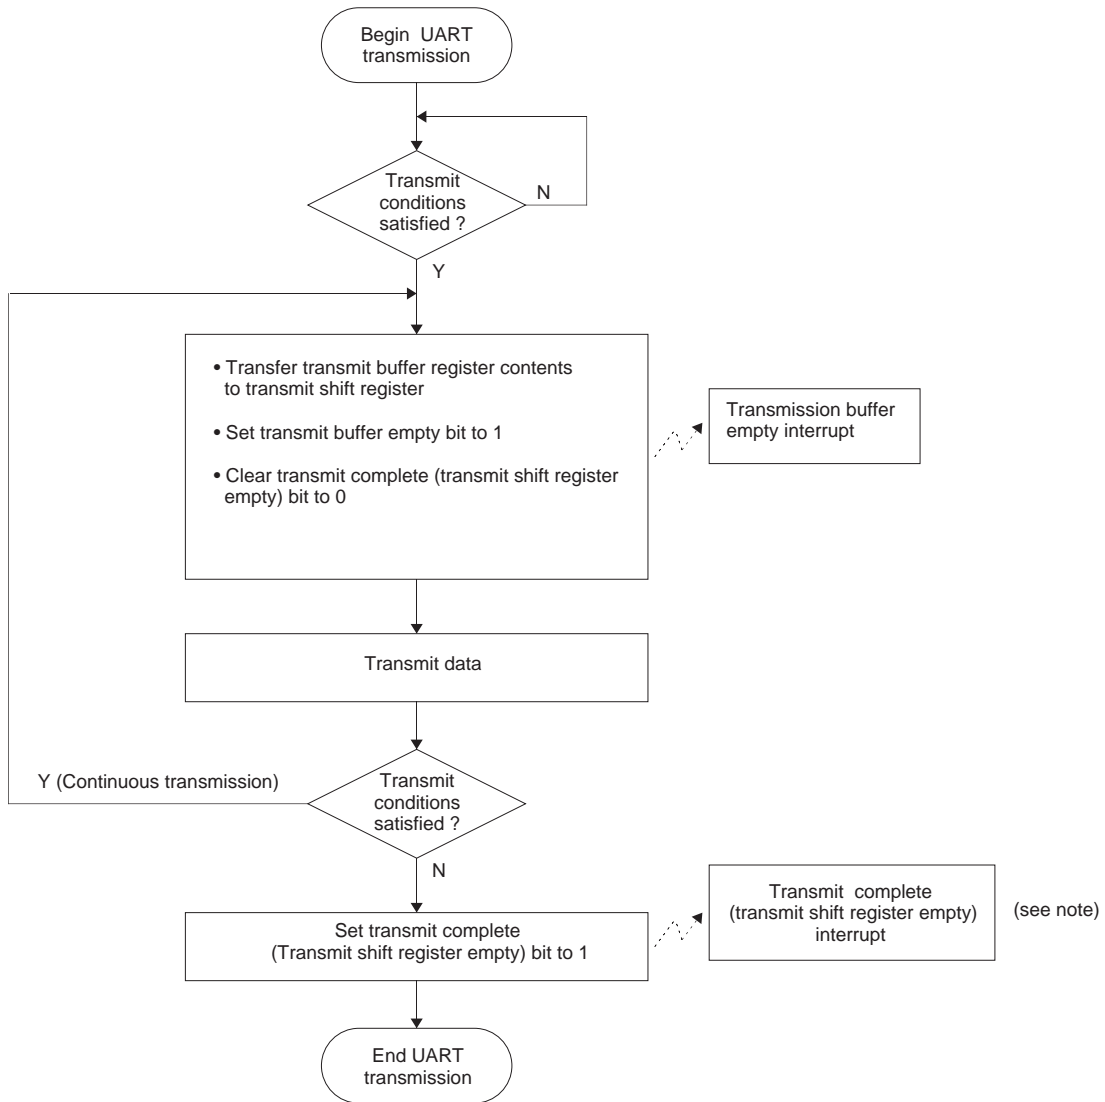 Begin UART
transmission
Transmit
conditions
satisfied ?
N
Y
• Transfer transmit buffer register contents
to transmit shift register
• Set transmit buffer empty bit to 1
• Clear transmit complete (transmit shift register
empty) bit to 0
Transmission buffer
empty interrupt
Transmit data
Y (Continuous transmission)
Transmit
conditions
satisfied ?
N
Set transmit complete
(Transmit shift register empty) bit to 1
Transmit complete
(transmit shift register empty)
interrupt
(see note)
End UART
transmission